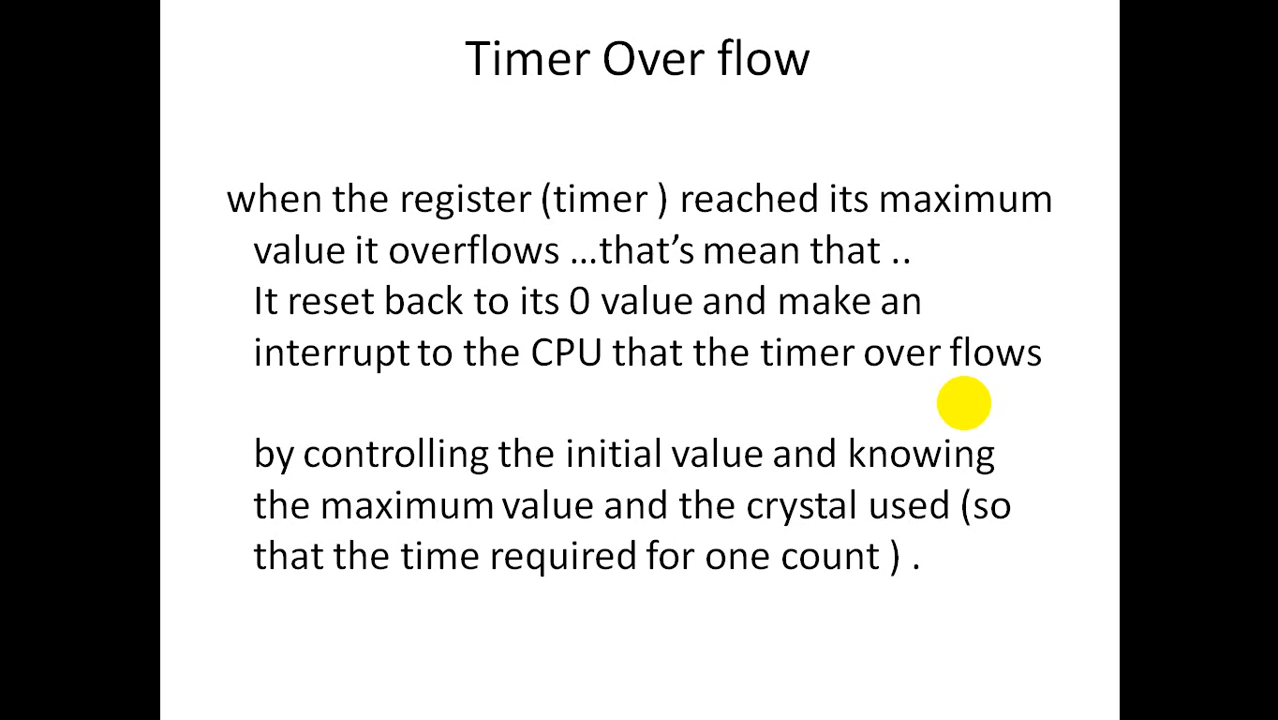 Timer Over flow
when the register (timer ) reached its maximum
value it overflows ...that’s mean that ..
It reset back to its 0 value and make an
interrupt to the CPU that the timer over flows
by controlling the initial value and knowing
the maximum value and the crystal used (so
that the time required for one count ) .